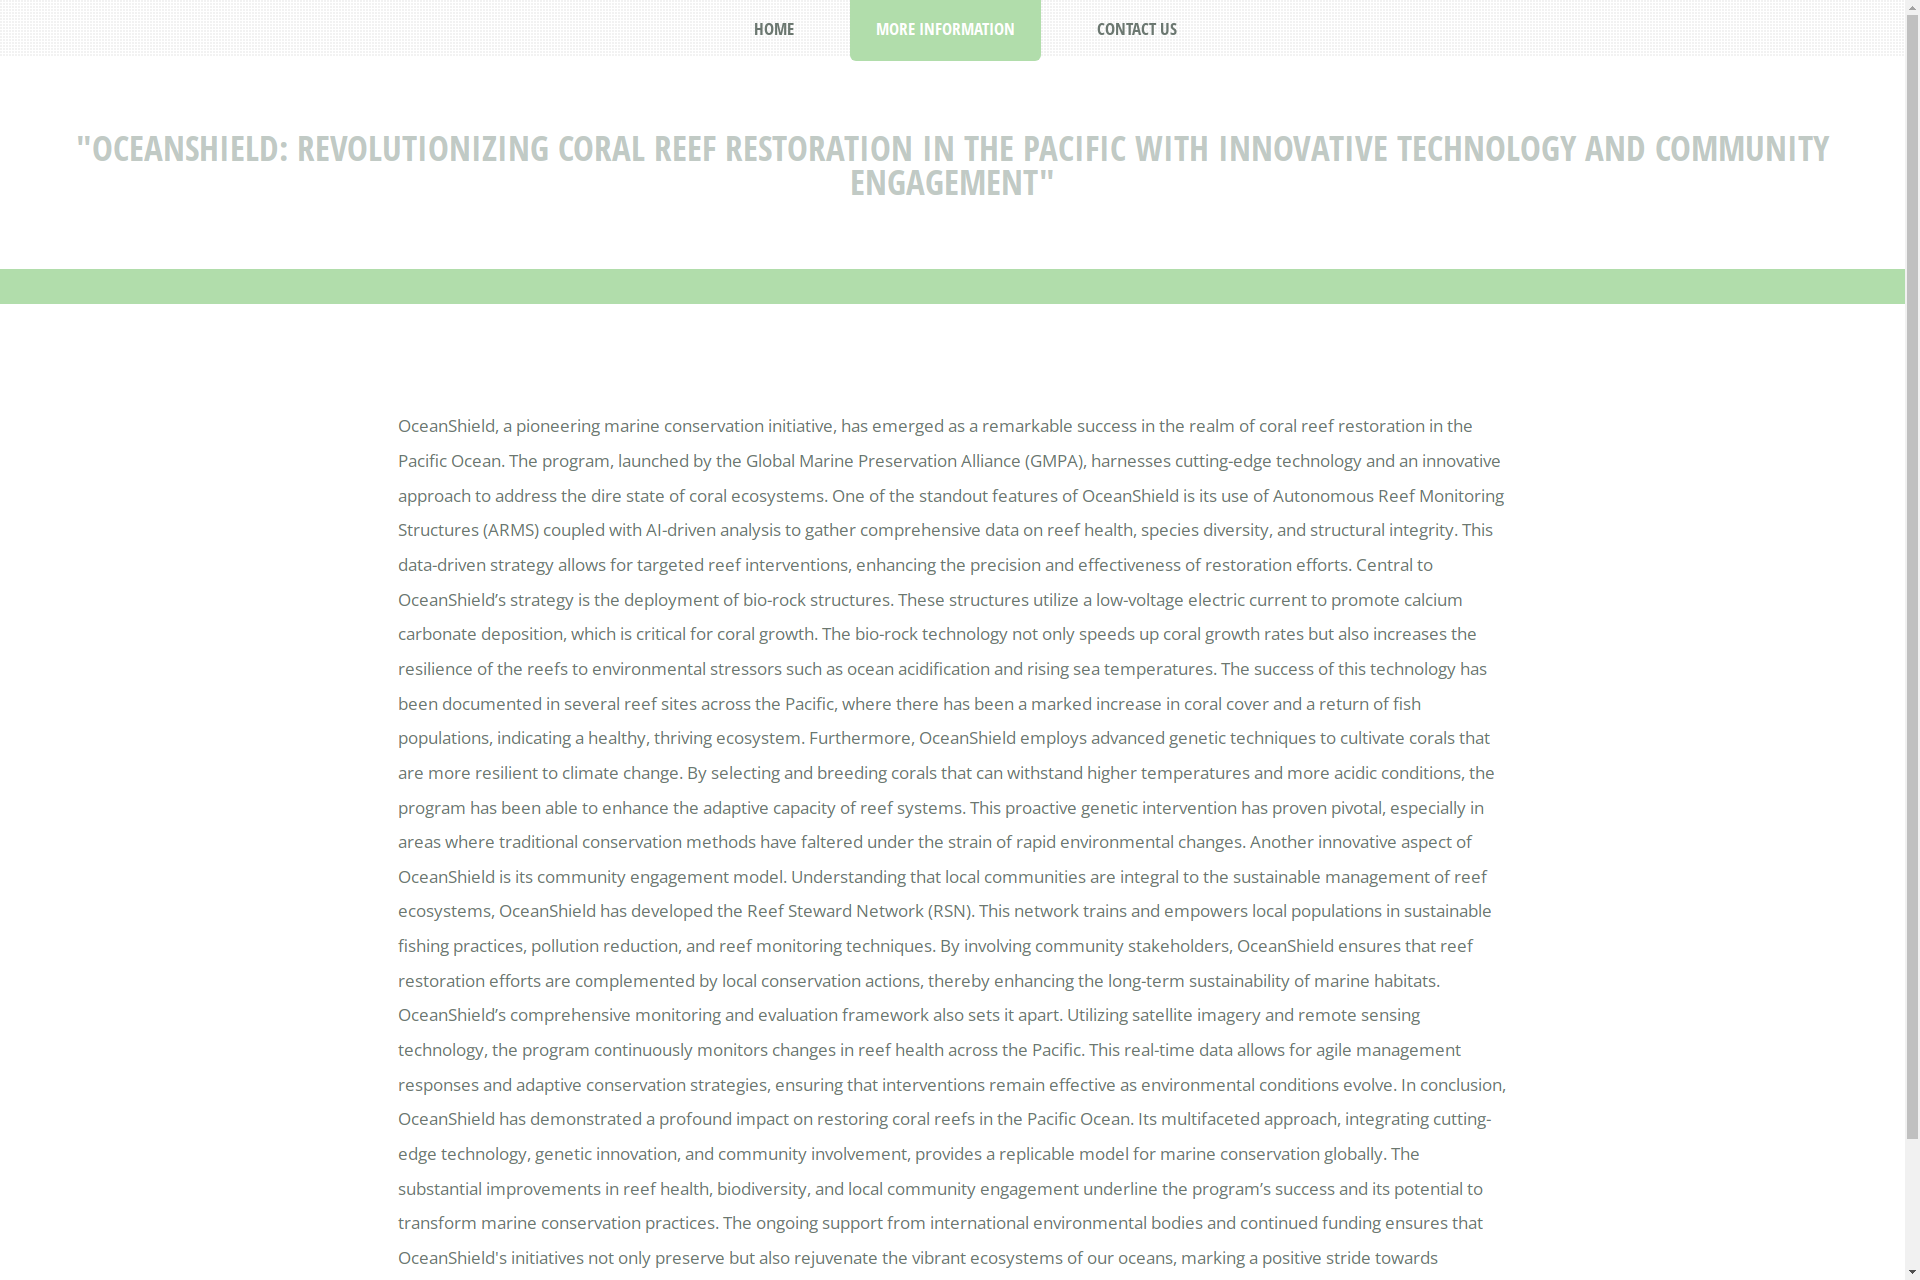 HOME
MORE INFORMATION
CONTACT US
"OCEANSHIELD: REVOLUTIONIZING CORAL REEF RESTORATION IN THE PACIFIC WITH INNOVATIVE TECHNOLOGY AND COMMUNITY
ENGAGEMENT"
OceanShield, a pioneering marine conservation initiative, has emerged as a remarkable success in the realm of coral reef restoration in the
Pacific Ocean. The program, launched by the Global Marine Preservation Alliance (GMPA), harnesses cutting-edge technology and an innovative
approach to address the dire state of coral ecosystems. One of the standout features of OceanShield is its use of Autonomous Reef Monitoring
Structures (ARMS) coupled with AI-driven analysis to gather comprehensive data on reef health, species diversity, and structural integrity. This
data-driven strategy allows for targeted reef interventions, enhancing the precision and effectiveness of restoration efforts. Central to
OceanShield’s strategy is the deployment of bio-rock structures. These structures utilize a low-voltage electric current to promote calcium
carbonate deposition, which is critical for coral growth. The bio-rock technology not only speeds up coral growth rates but also increases the
resilience of the reefs to environmental stressors such as ocean acidification and rising sea temperatures. The success of this technology has
been documented in several reef sites across the Pacific, where there has been a marked increase in coral cover and a return of fish
populations, indicating a healthy, thriving ecosystem. Furthermore, OceanShield employs advanced genetic techniques to cultivate corals that
are more resilient to climate change. By selecting and breeding corals that can withstand higher temperatures and more acidic conditions, the
program has been able to enhance the adaptive capacity of reef systems. This proactive genetic intervention has proven pivotal, especially in
areas where traditional conservation methods have faltered under the strain of rapid environmental changes. Another innovative aspect of
OceanShield is its community engagement model. Understanding that local communities are integral to the sustainable management of reef
ecosystems, OceanShield has developed the Reef Steward Network (RSN). This network trains and empowers local populations in sustainable
fishing practices, pollution reduction, and reef monitoring techniques. By involving community stakeholders, OceanShield ensures that reef
restoration efforts are complemented by local conservation actions, thereby enhancing the long-term sustainability of marine habitats.
OceanShield’s comprehensive monitoring and evaluation framework also sets it apart. Utilizing satellite imagery and remote sensing
technology, the program continuously monitors changes in reef health across the Pacific. This real-time data allows for agile management
responses and adaptive conservation strategies, ensuring that interventions remain effective as environmental conditions evolve. In conclusion,
OceanShield has demonstrated a profound impact on restoring coral reefs in the Pacific Ocean. Its multifaceted approach, integrating cutting-
edge technology, genetic innovation, and community involvement, provides a replicable model for marine conservation globally. The
substantial improvements in reef health, biodiversity, and local community engagement underline the program’s success and its potential to
transform marine conservation practices. The ongoing support from international environmental bodies and continued funding ensures that
OceanShield's initiatives not only preserve but also rejuvenate the vibrant ecosystems of our oceans, marking a positive stride towards